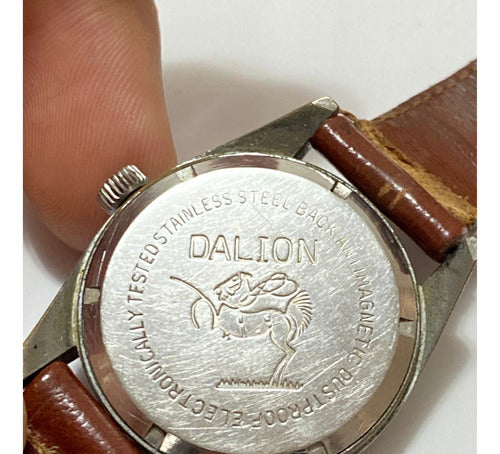 DALION
ELECTRONICALLY TESTED STAINLESS STEEL BACK ANTIMAGNETIC DUSTPROOF